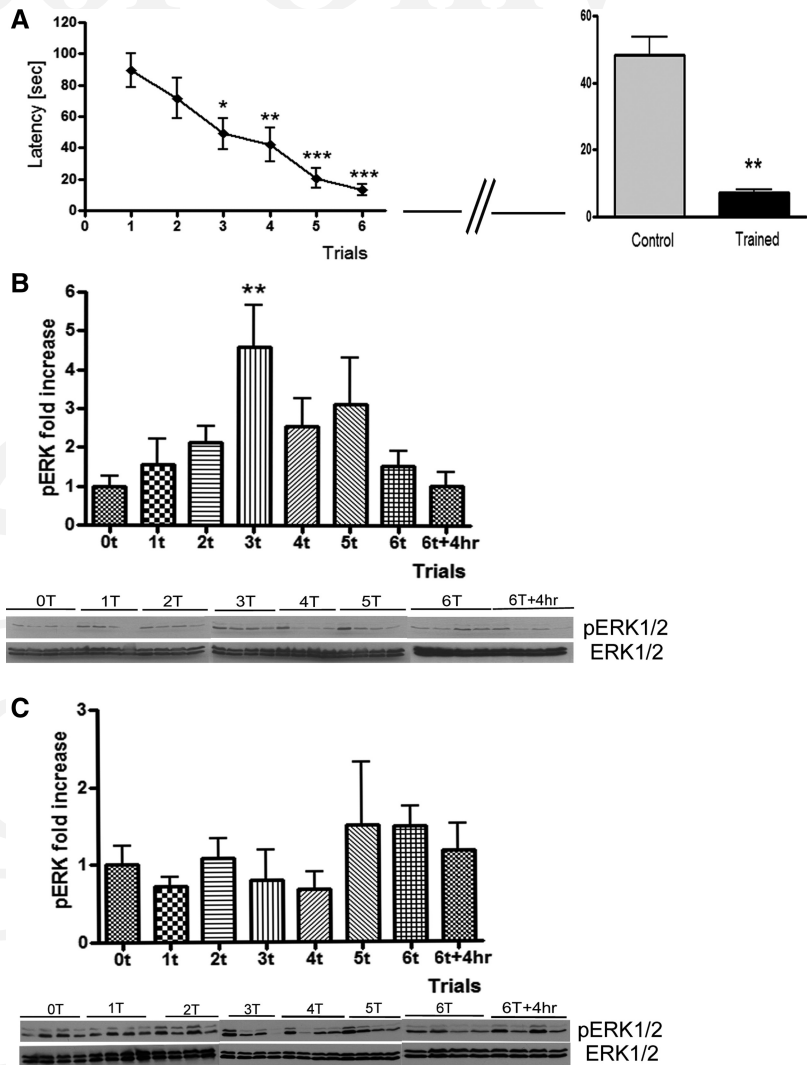 A
120
100
80
60
40
20
0
Latency [sec]
*
**
***
***
0 1 2 3 4 5 6
Trials
60
40
20
0
**
Control Trained
B
6
5
4
3
2
1
0
pERK fold increase
**
0t 1t 2t 3t 4t 5t 6t 6t+4hr
Trials
0T 1T 2T 3T 4T 5T 6T 6T+4hr
pERK1/2
ERK1/2
C
3
2
1
0
pERK fold increase
0t 1t 2t 3t 4t 5t 6t 6t+4hr
Trials
0T 1T 2T 3T 4T 5T 6T 6T+4hr
pERK1/2
ERK1/2